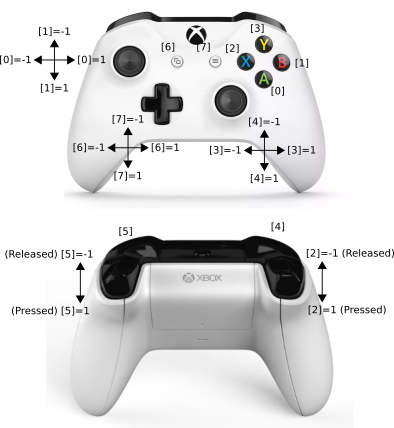 [1]=-1
[3]
[6] [7] [2]
Y
[0]=-1 [0]=1
X B [1]
A
[0]
[1]=1
[7]=-1 [4]=-1
[6]=-1 [6]=1 [3]=-1 [3]=1
[7]=1 [4]=1
[5] [4]
(Released) [5]=-1 [2]=-1 (Released)
XBOX
(Pressed) [5]=1 [2]=1 (Pressed)